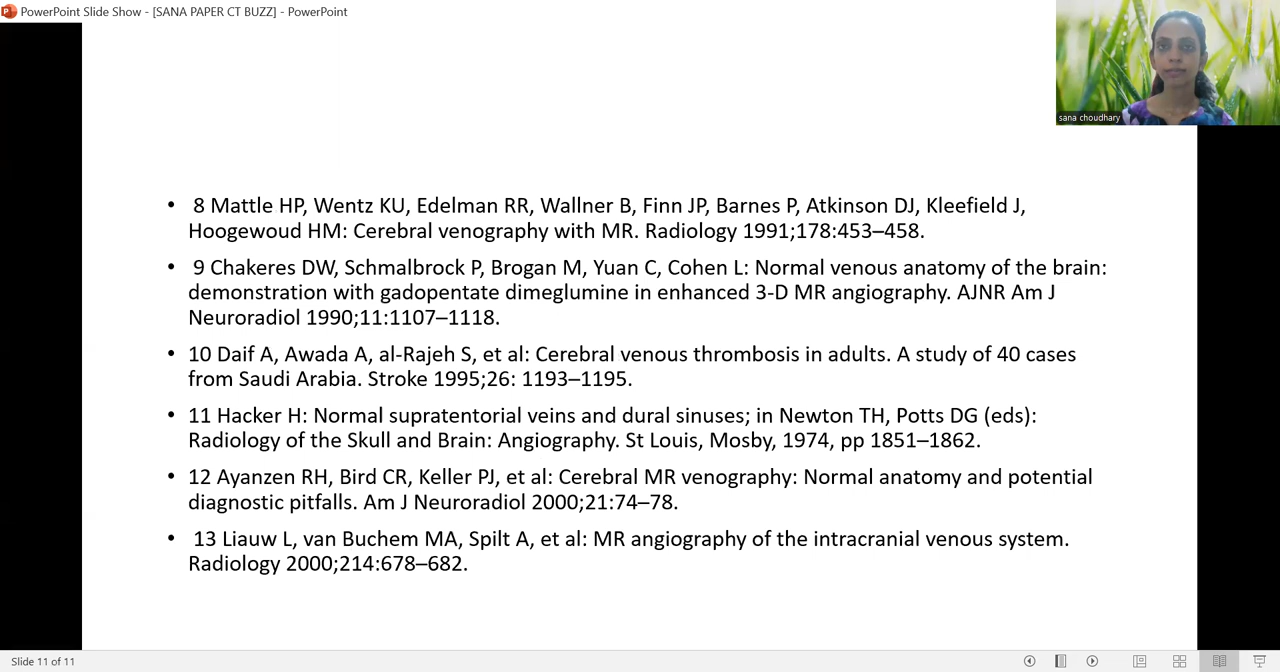 PowerPoint Slide Show - [SANA PAPER CT BUZZ] - PowerPoint
sana choudhary
• 8 Mattle HP, Wentz KU, Edelman RR, Wallner B, Finn JP, Barnes P, Atkinson DJ, Kleefield J,
Hoogewoud HM: Cerebral venography with MR. Radiology 1991;178:453–458.
• 9 Chakeres DW, Schmalbrock P, Brogan M, Yuan C, Cohen L: Normal venous anatomy of the brain:
demonstration with gadopentate dimeglumine in enhanced 3-D MR angiography. AJNR Am J
Neuroradiol 1990;11:1107–1118.
• 10 Daif A, Awada A, al-Rajeh S, et al: Cerebral venous thrombosis in adults. A study of 40 cases
from Saudi Arabia. Stroke 1995;26: 1193–1195.
• 11 Hacker H: Normal supratentorial veins and dural sinuses; in Newton TH, Potts DG (eds):
Radiology of the Skull and Brain: Angiography. St Louis, Mosby, 1974, pp 1851–1862.
• 12 Ayanzen RH, Bird CR, Keller PJ, et al: Cerebral MR venography: Normal anatomy and potential
diagnostic pitfalls. Am J Neuroradiol 2000;21:74–78.
• 13 Liauw L, van Buchem MA, Spilt A, et al: MR angiography of the intracranial venous system.
Radiology 2000;214:678–682.
Slide 11 of 11